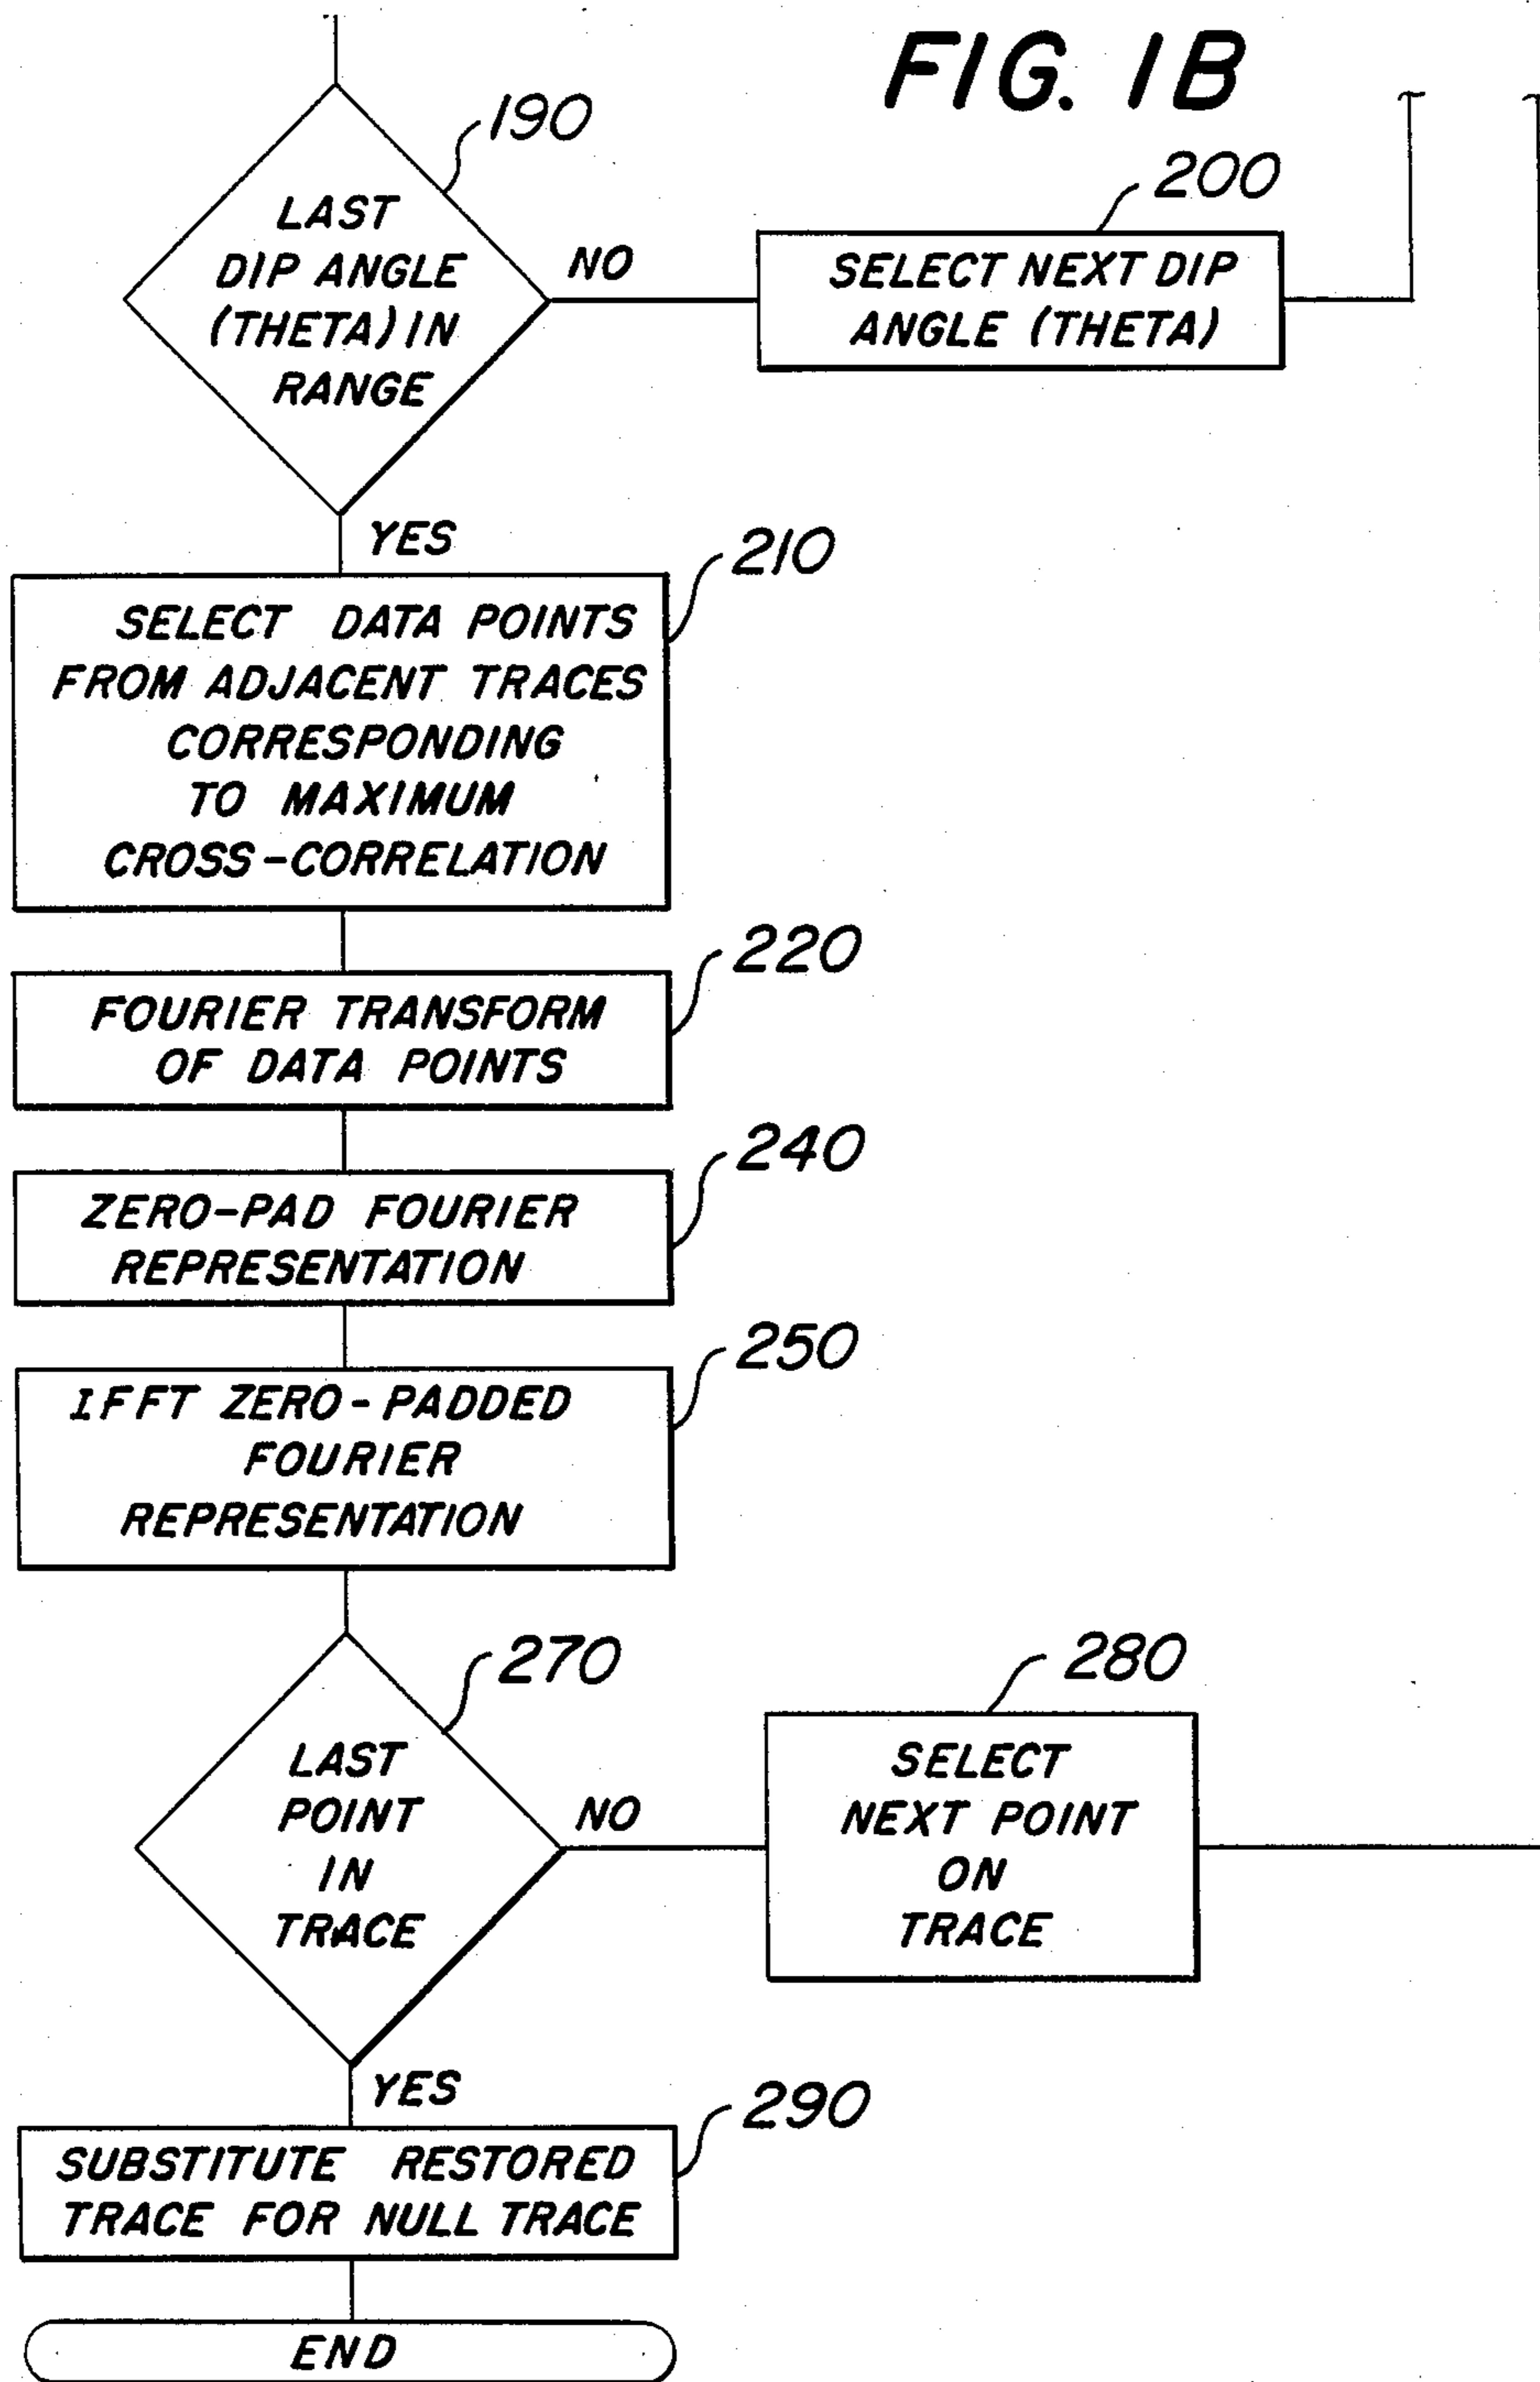 FIG. 1B
190
LAST
DIP ANGLE
(THETA) IN
RANGE
NO
200
SELECT NEXT DIP
ANGLE (THETA)
YES
210
SELECT DATA POINTS
FROM ADJACENT TRACES
CORRESPONDING
TO MAXIMUM
CROSS-CORRELATION
220
FOURIER TRANSFORM
OF DATA POINTS
240
ZERO-PAD FOURIER
REPRESENTATION
250
IFFT ZERO-PADDED
FOURIER
REPRESENTATION
270
LAST
POINT
IN
TRACE
NO
280
SELECT
NEXT POINT
ON
TRACE
YES
290
SUBSTITUTE RESTORED
TRACE FOR NULL TRACE
END